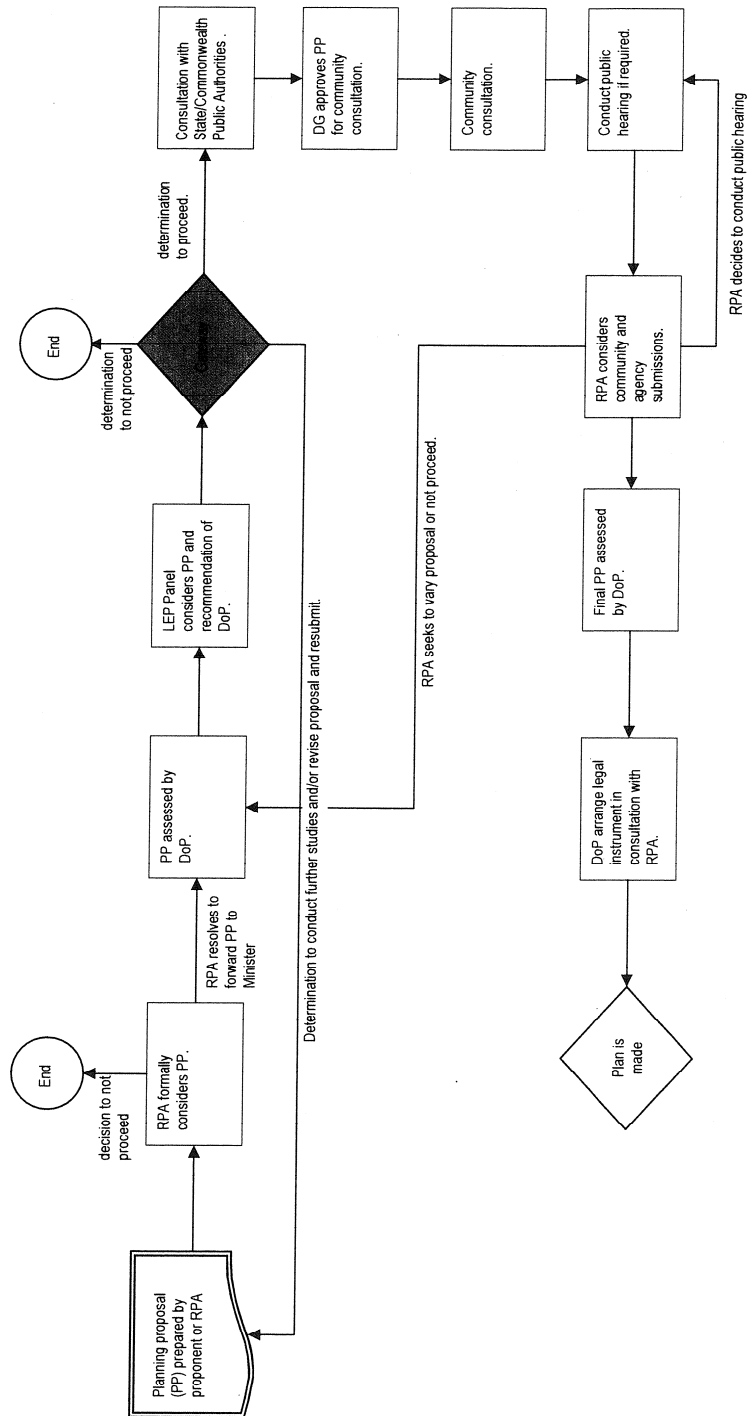 Planning proposal
(PP) prepared by
proponent or RPA
End
decision to not
proceed
RPA formally
considers PP.
RPA resolves to
forward PP to
Minister
PP assessed by
DoP.
LEP Panel
considers PP and
recommendation of
DoP.
End
determination
to not proceed
determination
to proceed.
Consultation with
State/Commonwealth
Public Authorities .
DG approves PP
for community
consultation.
Community
consultation.
Conduct public
hearing if required.
Determination to conduct further studies and/or revise proposal and resubmit.
RPA seeks to vary proposal or not proceed.
RPA decides to conduct public hearing
RPA considers
community and
agency
submissions.
Final PP assessed
by DoP.
DoP arrange legal
instrument in
consultation with
RPA.
Plan is
made